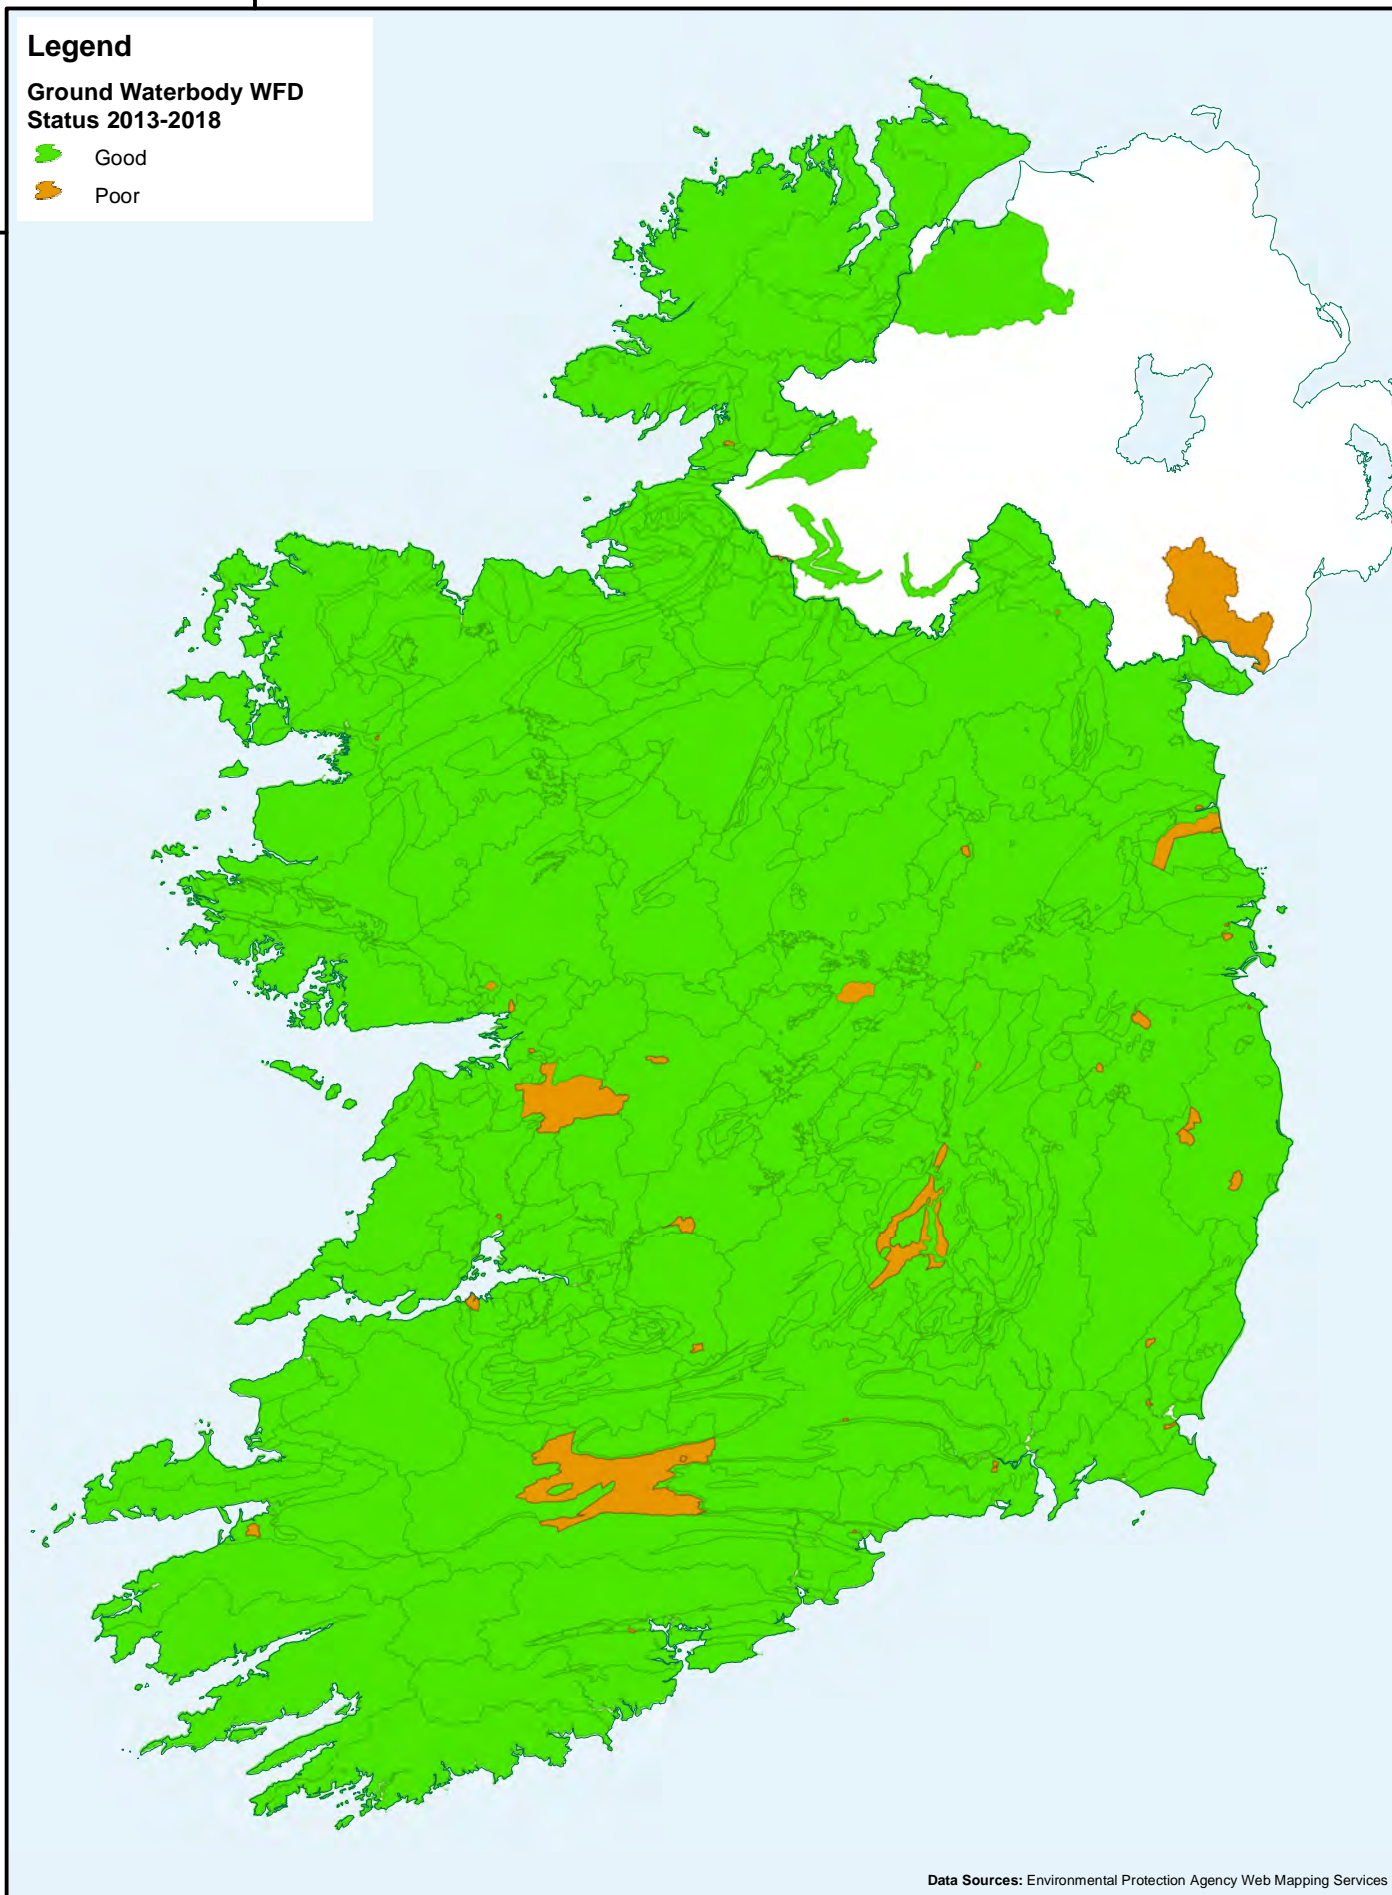 Legend
Ground Waterbody WFD
Status 2013-2018
Good
Poor
Data Sources: Environmental Protection Agency Web Mapping Services